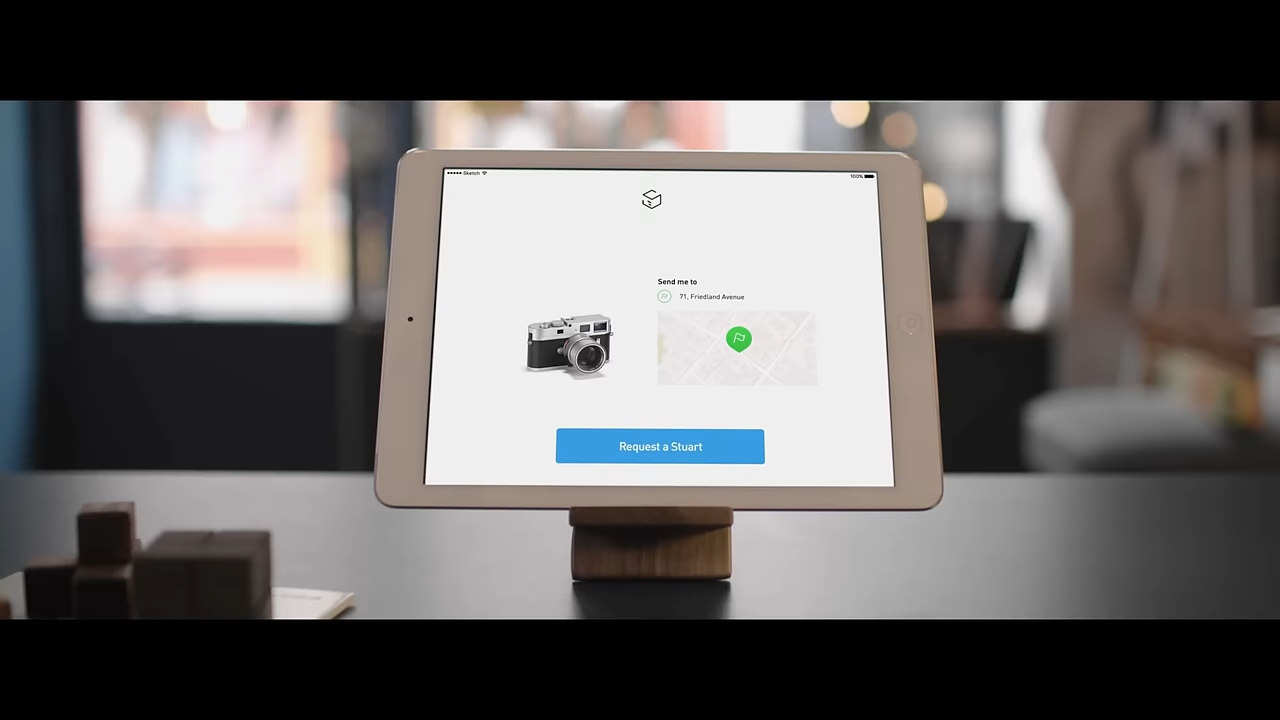 Sketch
100%
Send me to
71, Friedland Avenue
Request a Stuart